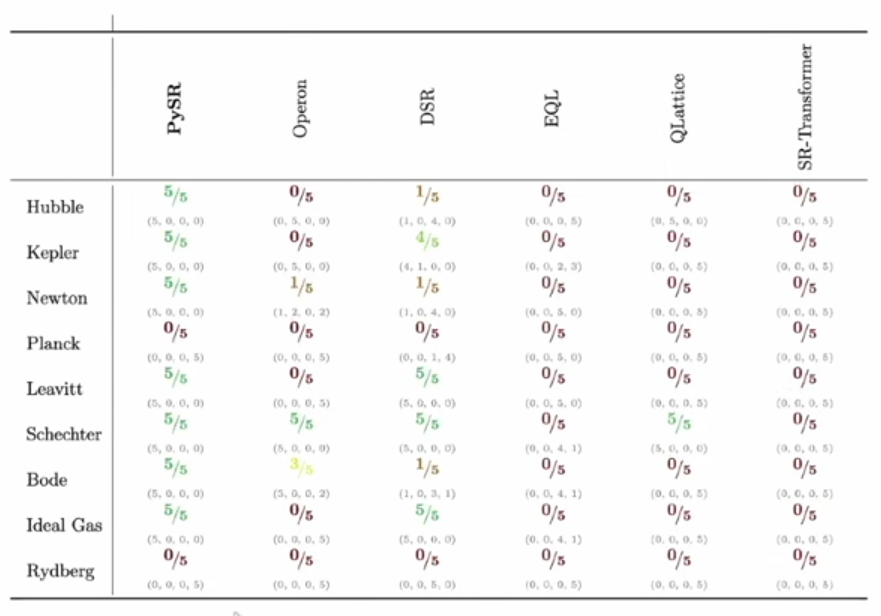 PySR Operon DSR EQL QLattice SR-Transformer
Hubble 5/5 0/5 1/5 0/5 0/5 0/5
(5, 0, 0, 0) (0, 5, 0, 0) (1, 0, 4, 0) (0, 0, 0, 5) (0, 5, 0, 0) (0, 0, 0, 5)
Kepler 5/5 0/5 4/5 0/5 0/5 0/5
(5, 0, 0, 0) (0, 5, 0, 0) (4, 1, 0, 0) (0, 0, 2, 3) (0, 0, 0, 5) (0, 0, 0, 5)
Newton 5/5 1/5 1/5 0/5 0/5 0/5
(5, 0, 0, 0) (1, 2, 0, 2) (1, 0, 4, 0) (0, 0, 5, 0) (0, 0, 0, 5) (0, 0, 0, 5)
Planck 0/5 0/5 0/5 0/5 0/5 0/5
(0, 0, 0, 5) (0, 0, 0, 5) (0, 0, 1, 4) (0, 0, 5, 0) (0, 0, 0, 5) (0, 0, 0, 5)
Leavitt 5/5 0/5 5/5 0/5 0/5 0/5
(5, 0, 0, 0) (0, 0, 0, 5) (5, 0, 0, 0) (0, 0, 5, 0) (0, 0, 0, 5) (0, 0, 0, 5)
Schechter 5/5 5/5 5/5 0/5 5/5 0/5
(5, 0, 0, 0) (5, 0, 0, 0) (5, 0, 0, 0) (0, 0, 4, 1) (5, 0, 0, 0) (0, 0, 0, 5)
Bode 5/5 3/5 1/5 0/5 0/5 0/5
(5, 0, 0, 0) (3, 0, 0, 2) (1, 0, 3, 1) (0, 0, 4, 1) (0, 0, 0, 5) (0, 0, 0, 5)
Ideal Gas 5/5 0/5 5/5 0/5 0/5 0/5
(5, 0, 0, 0) (0, 0, 0, 5) (5, 0, 0, 0) (0, 0, 4, 1) (0, 0, 0, 5) (0, 0, 0, 5)
Rydberg 0/5 0/5 0/5 0/5 0/5 0/5
(0, 0, 0, 5) (0, 0, 0, 5) (0, 0, 5, 0) (0, 0, 0, 5) (0, 0, 0, 5) (0, 0, 0, 5)